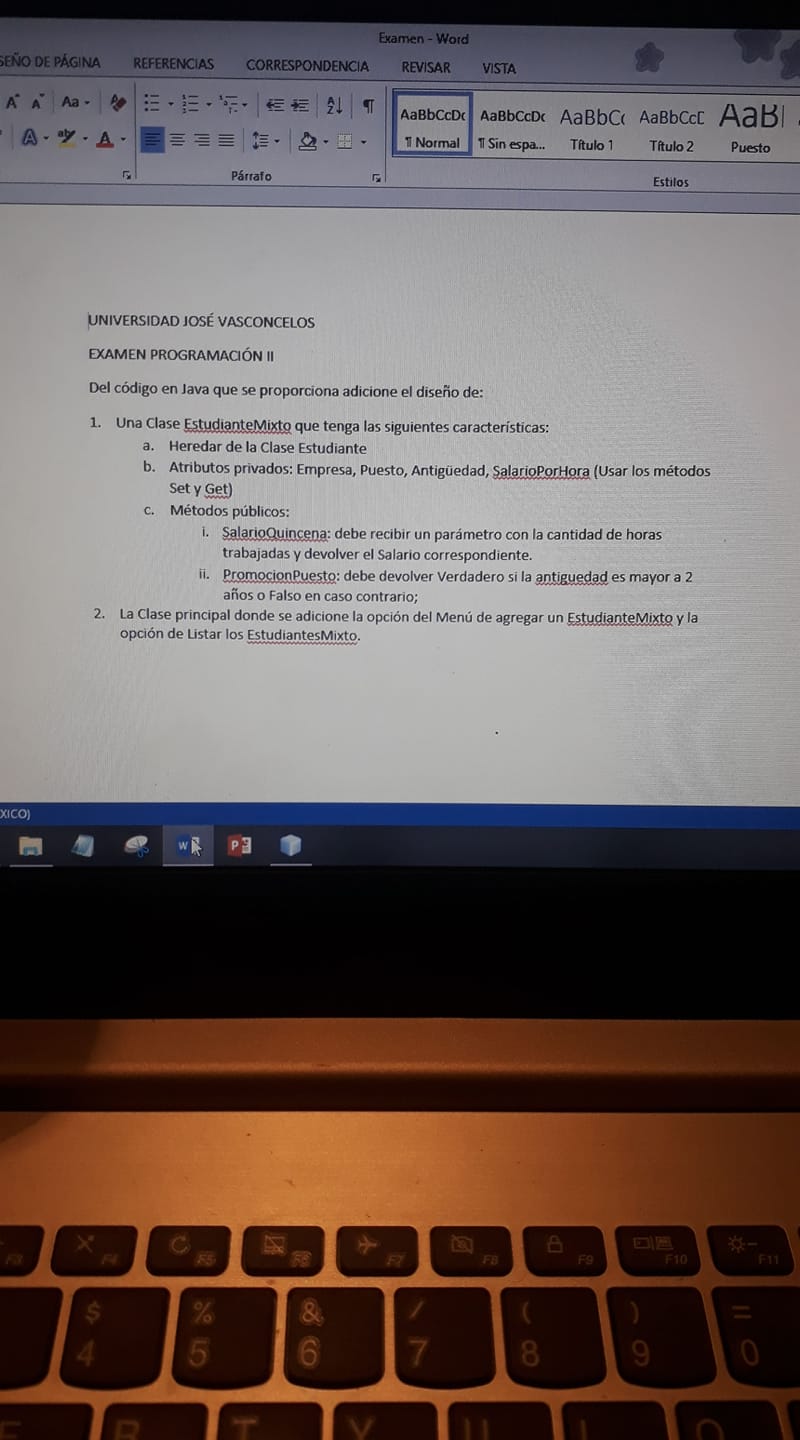 Examen - Word
SEÑO DE PÁGINA REFERENCIAS CORRESPONDENCIA REVISAR VISTA
Aa
AaBbCcDc AaBbCcDc AaBbC( AaBbCcD AaB
¶ Normal ¶ Sin espa... Título 1 Título 2 Puesto
Párrafo
Estilos
UNIVERSIDAD JOSÉ VASCONCELOS
EXAMEN PROGRAMACIÓN II
Del código en Java que se proporciona adicione el diseño de:
1. Una Clase EstudianteMixto que tenga las siguientes características:
a. Heredar de la Clase Estudiante
b. Atributos privados: Empresa, Puesto, Antigüedad, SalarioPorHora (Usar los métodos
Set y Get)
c. Métodos públicos:
i. SalarioQuincena: debe recibir un parámetro con la cantidad de horas
trabajadas y devolver el Salario correspondiente.
ii. PromocionPuesto: debe devolver Verdadero si la antiguedad es mayor a 2
años o Falso en caso contrario;
2. La Clase principal donde se adicione la opción del Menú de agregar un EstudianteMixto y la
opción de Listar los EstudiantesMixto.
XICO)
F4 F5 F6 F7 F8 F9 F10 F11
$ % & / ( ) =
4 5 6 7 8 9 0